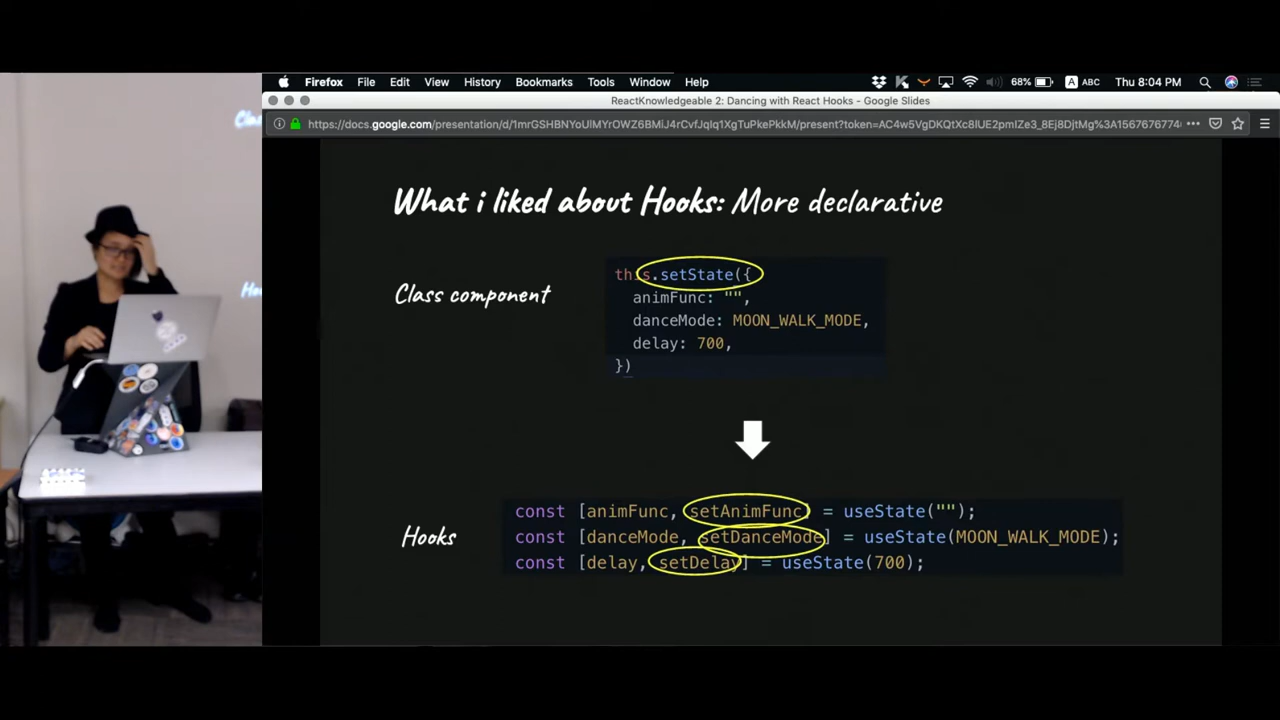 Firefox File Edit View History Bookmarks Tools Window Help 68% A ABC Thu 8:04 PM
ReactKnowledgeable 2: Dancing with React Hooks - Google Slides
What i liked about Hooks: More declarative
Class component
this.setState({
animFunc: "",
danceMode: MOON_WALK_MODE,
delay: 700,
})
Hooks
const [animFunc, setAnimFunc] = useState("");
const [danceMode, setDanceMode] = useState(MOON_WALK_MODE);
const [delay, setDelay] = useState(700);